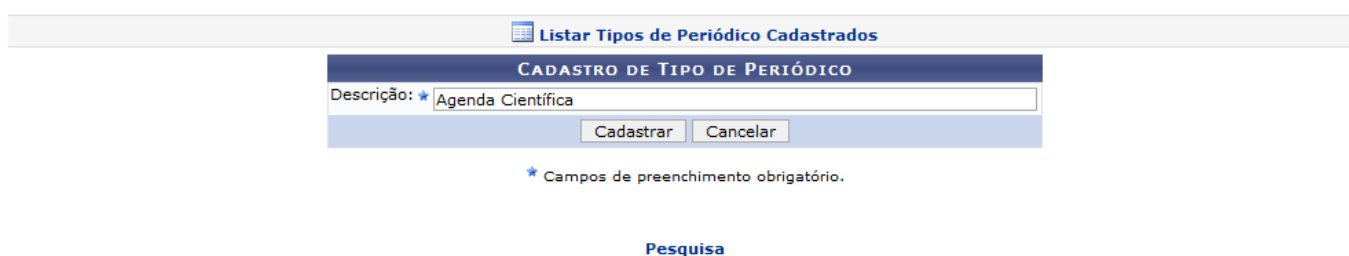 Listar Tipos de Periódico Cadastrados
CADASTRO DE TIPO DE PERIÓDICO
Descrição: Agenda Científica
Cadastrar Cancelar
Campos de preenchimento obrigatório.
Pesquisa